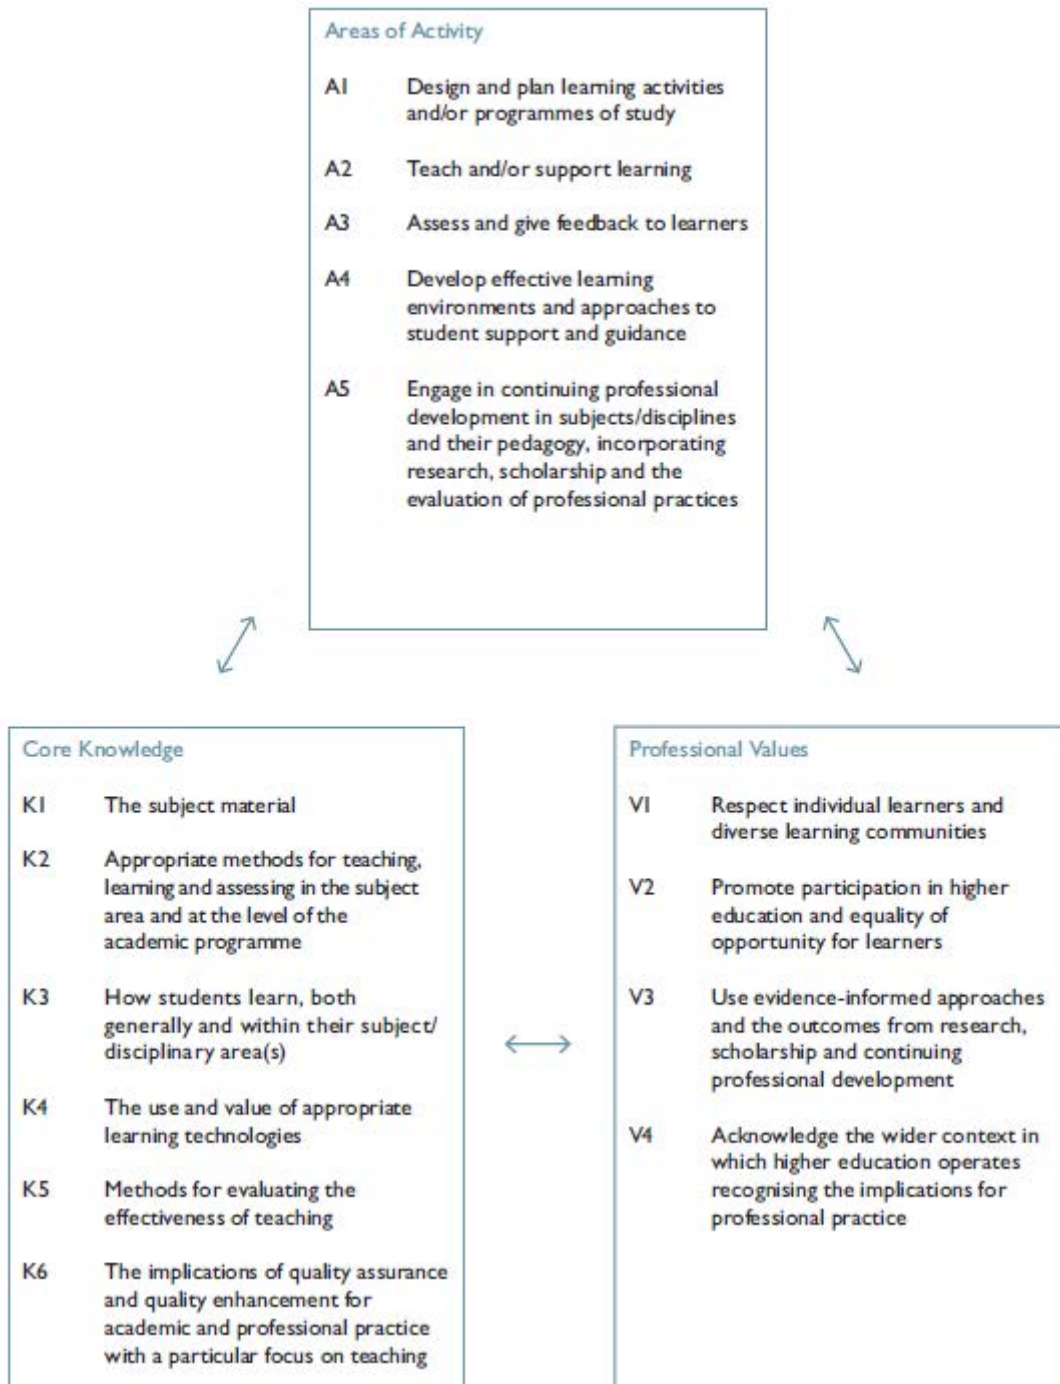 Areas of Activity
A1 Design and plan learning activities
and/or programmes of study
A2 Teach and/or support learning
A3 Assess and give feedback to learners
A4 Develop effective learning
environments and approaches to
student support and guidance
A5 Engage in continuing professional
development in subjects/disciplines
and their pedagogy, incorporating
research, scholarship and the
evaluation of professional practices
Core Knowledge
K1 The subject material
K2 Appropriate methods for teaching,
learning and assessing in the subject
area and at the level of the
academic programme
K3 How students learn, both
generally and within their subject/
disciplinary area(s)
K4 The use and value of appropriate
learning technologies
K5 Methods for evaluating the
effectiveness of teaching
K6 The implications of quality assurance
and quality enhancement for
academic and professional practice
with a particular focus on teaching
Professional Values
V1 Respect individual learners and
diverse learning communities
V2 Promote participation in higher
education and equality of
opportunity for learners
V3 Use evidence-informed approaches
and the outcomes from research,
scholarship and continuing
professional development
V4 Acknowledge the wider context in
which higher education operates
recognising the implications for
professional practice